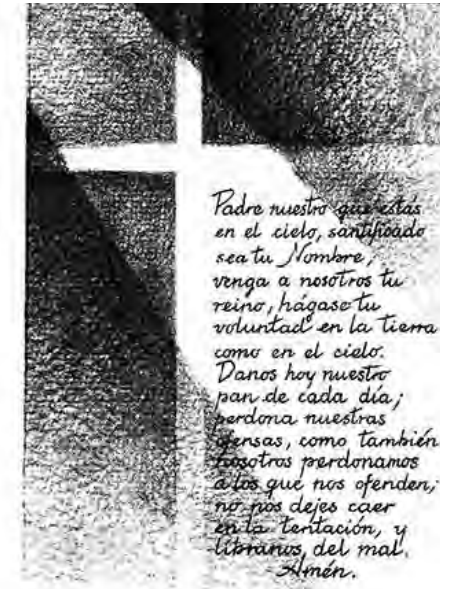 Padre nuestro que estás
en el cielo, santificado
sea tu Nombre,
venga a nosotros tu
reino, hágase tu
voluntad en la tierra
como en el cielo.
Danos hoy nuestro
pan de cada día;
perdona nuestras
ofensas, como también
nosotros perdonamos
a los que nos ofenden;
no nos dejes caer
en la tentación, y
líbranos del mal.
Amén.